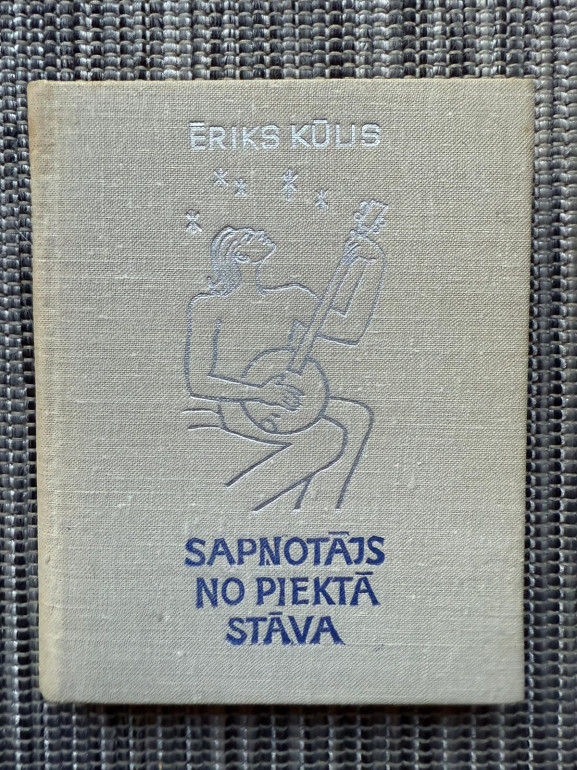 ĒRIKS KŪLIS
SAPNOTĀJS
NO PIEKTĀ
STĀVA